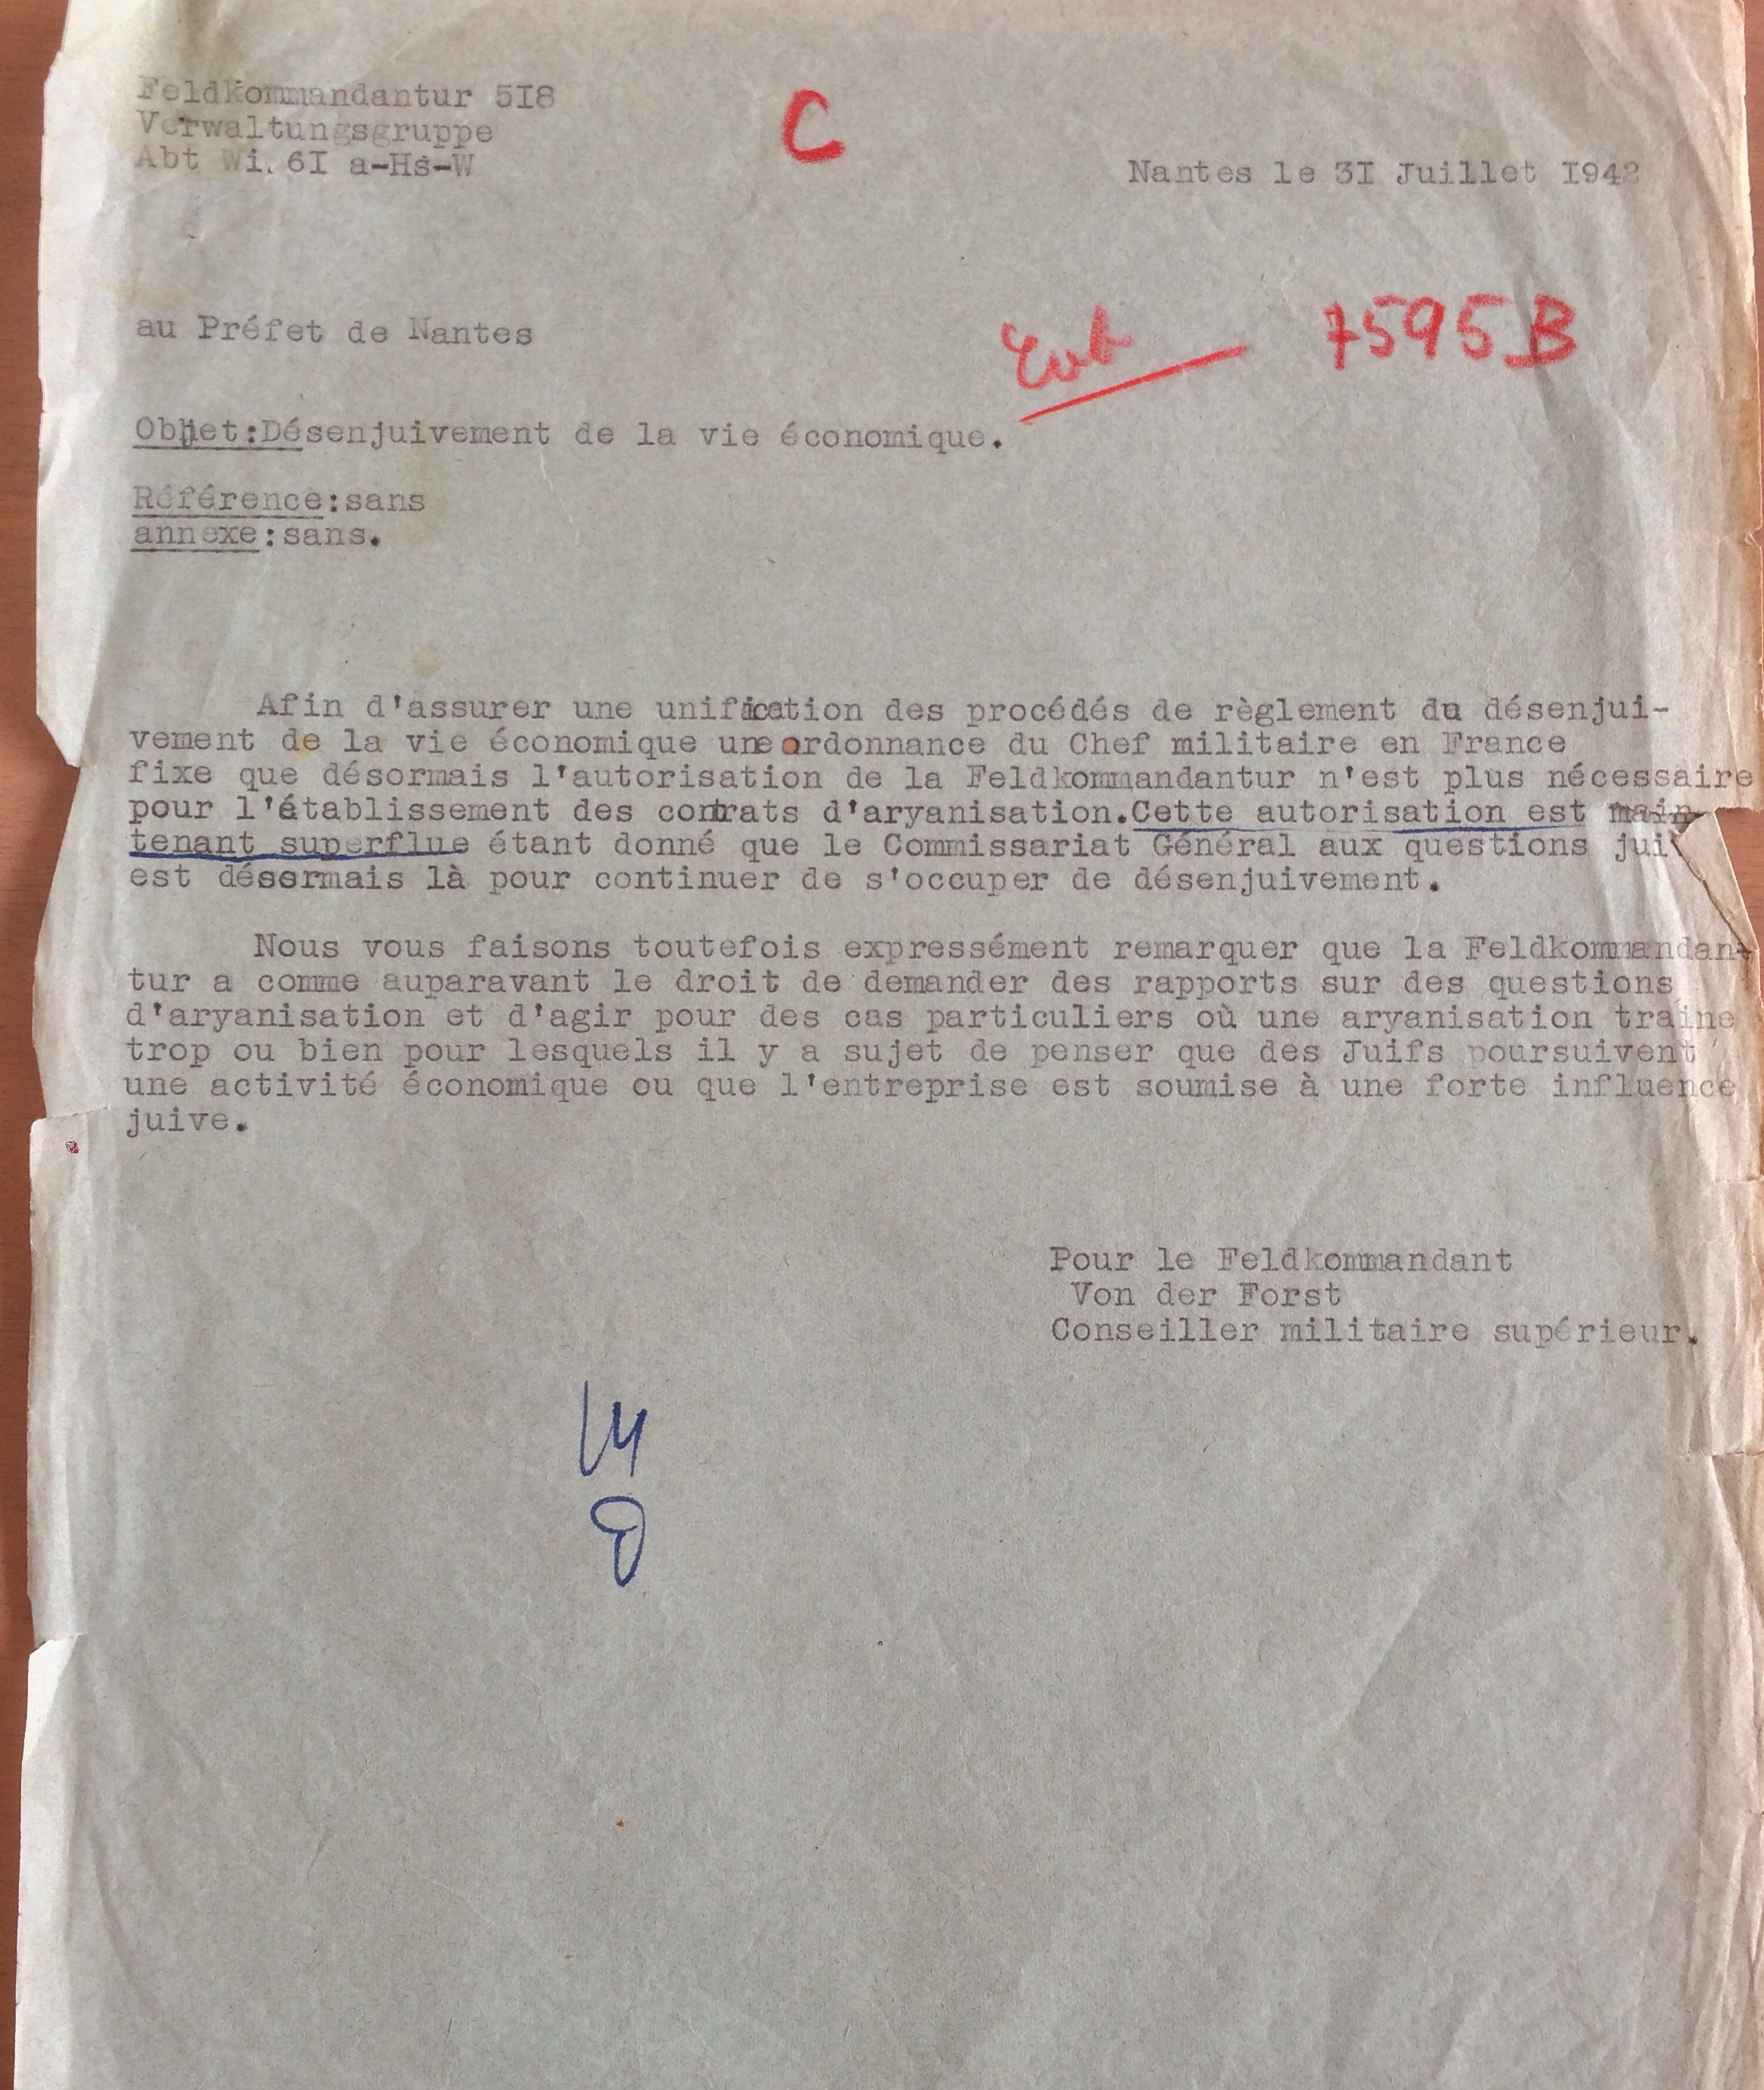 Feldkommandantur 5I8
Verwaltungsgruppe
Abt Wi. 6I a-Hs-W
C
Nantes le 3I Juillet I942
au Préfet de Nantes
7595 B
Objet:Désenjuivement de la vie économique.
Référence:sans
annexe:sans.
Afin d'assurer une unification des procédés de règlement du désenjui-
vement de la vie économique une ordonnance du Chef militaire en France
fixe que désormais l'autorisation de la Feldkommandantur n'est plus nécessaire
pour l'établissement des contrats d'aryanisation.Cette autorisation est main
tenant superflue étant donné que le Commissariat Général aux questions jui
est désormais là pour continuer de s'occuper de désenjuivement.
Nous vous faisons toutefois expressément remarquer que la Feldkommandan-
tur a comme auparavant le droit de demander des rapports sur des questions
d'aryanisation et d'agir pour des cas particuliers où une aryanisation traine
trop ou bien pour lesquels il y a sujet de penser que des Juifs poursuivent
une activité économique ou que l'entreprise est soumise à une forte influence
juive.
Pour le Feldkommandant
Von der Forst
Conseiller militaire supérieur.